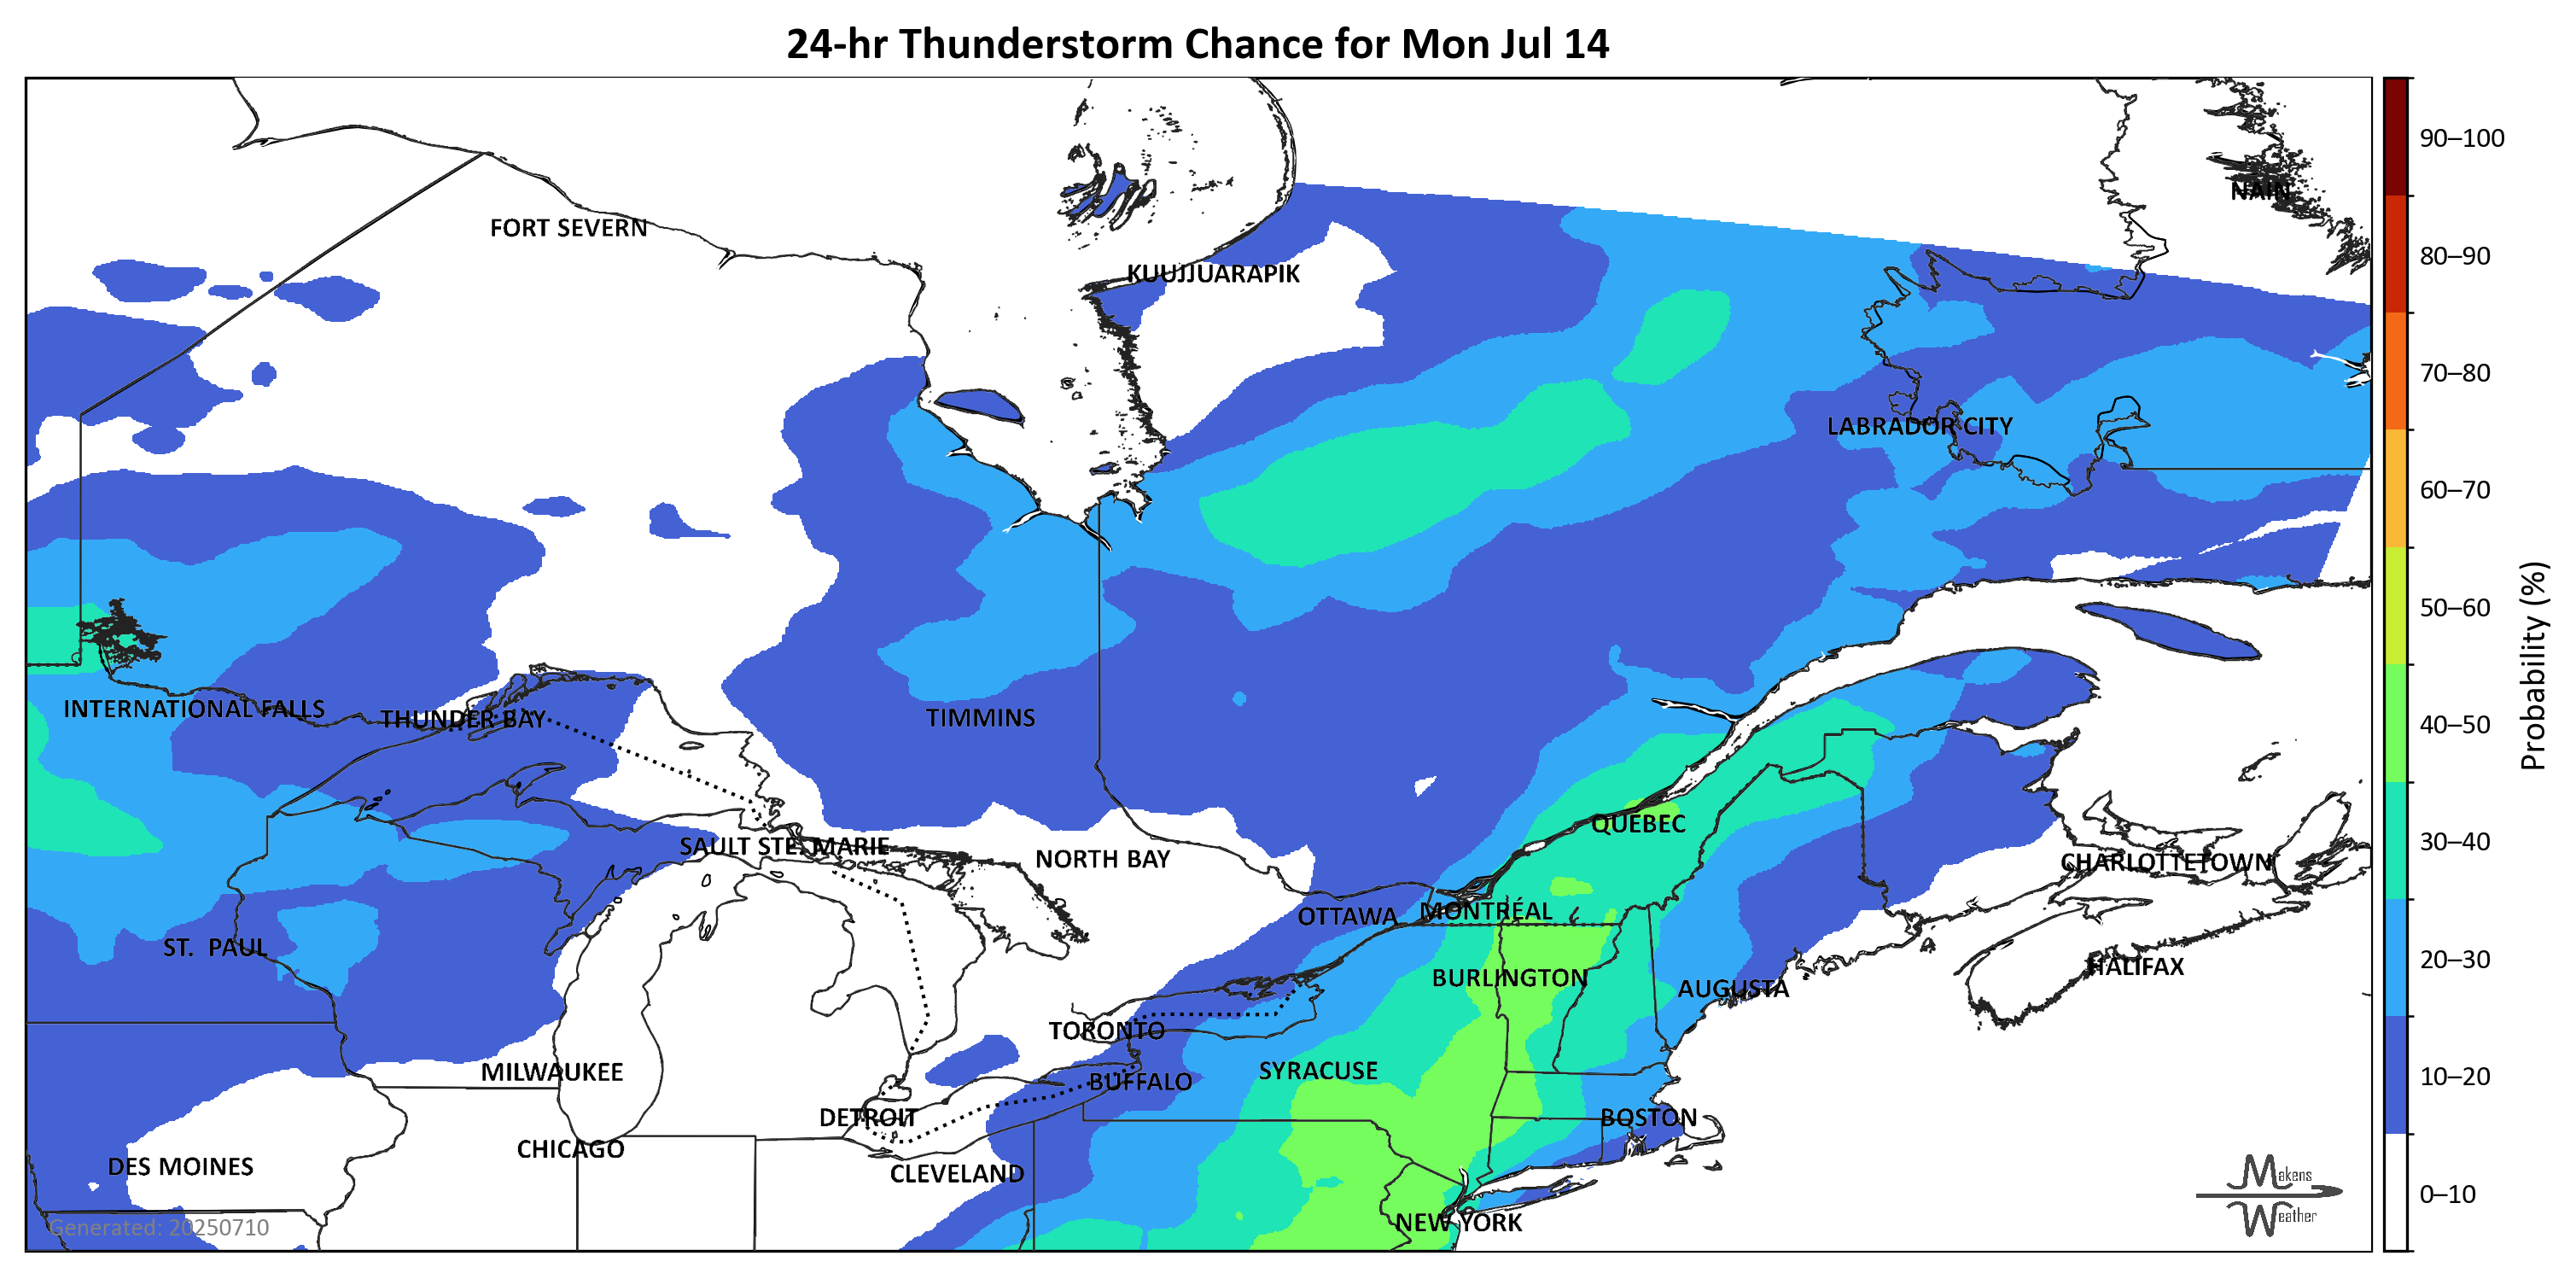 24-hr Thunderstorm Chance for Mon Jul 14
90–100
NAIN
FORT SEVERN
80–90
KUUJJUARAPIK
70–80
LABRADOR CITY
60–70
50–60
INTERNATIONAL FALLS
THUNDER BAY
TIMMINS
40–50
Probability (%)
QUEBEC
30–40
SAULT STE. MARIE
NORTH BAY
CHARLOTTETOWN
OTTAWA
MONTRÉAL
ST. PAUL
20–30
HALIFAX
BURLINGTON
AUGUSTA
TORONTO
MILWAUKEE
SYRACUSE
10–20
BUFFALO
DETROIT
BOSTON
CHICAGO
DES MOINES
CLEVELAND
Makens
Weather
0–10
NEW YORK
Generated: 20250710